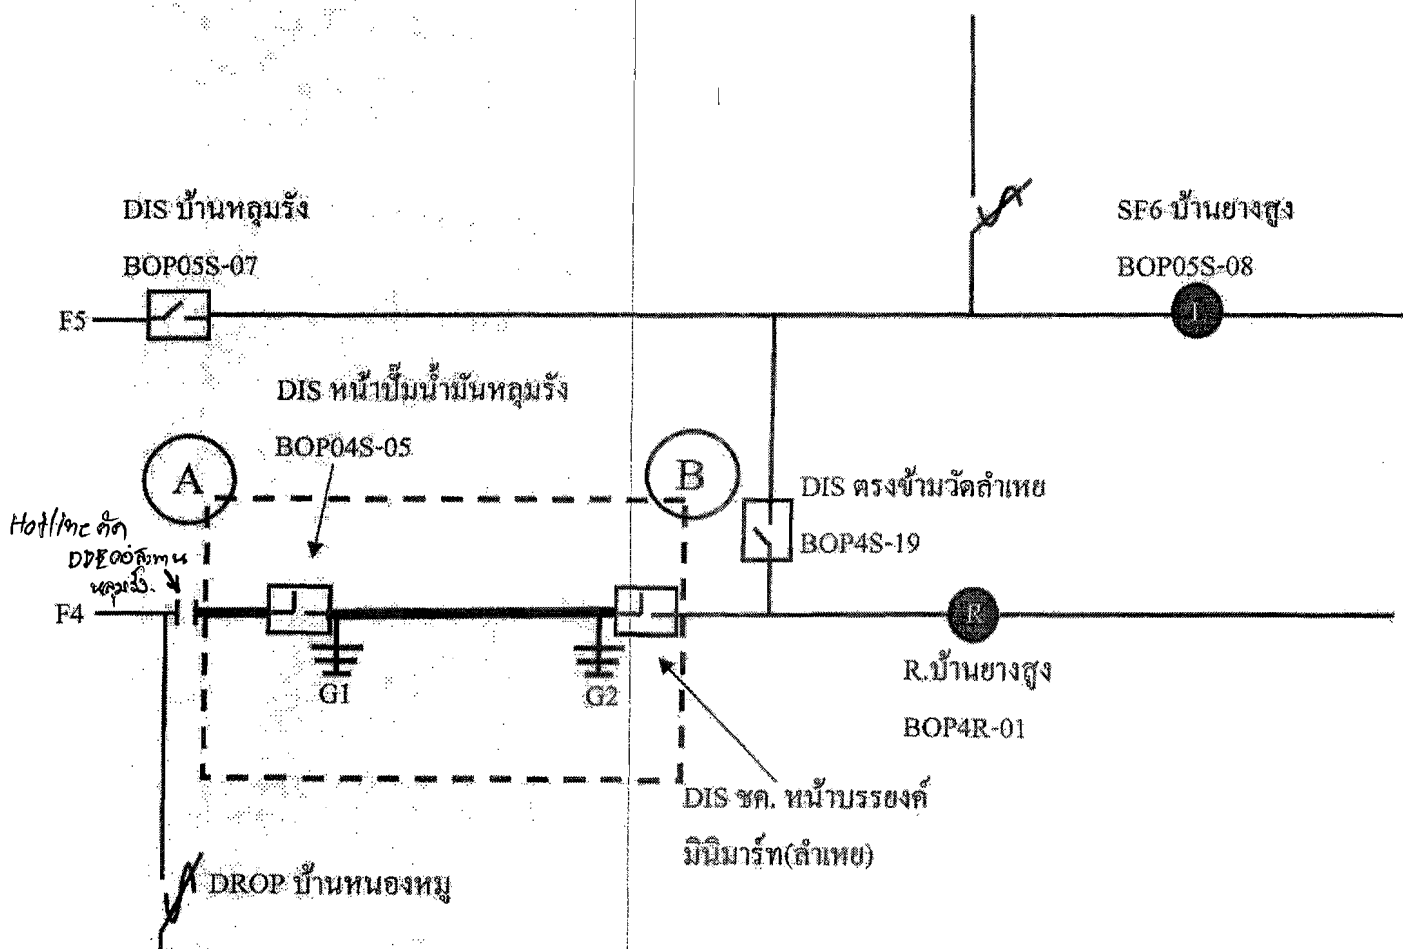 DIS บ้านหลุมรัง
BOP05S-07
SF6 บ้านยางสูง
BOP05S-08
I
F5
DIS หน้าปั๊มน้ำมันหลุมรัง
BOP04S-05
A
B
DIS ตรงข้ามวัดลำเหย
BOP4S-19
Hotline ตัด
หลุมรัง.
F4
R
G1
G2
R.บ้านยางสูง
BOP4R-01
DIS ชค. หน้าบรรยงค์
มินิมาร์ท(ลำเหย)
DROP บ้านหนองหมู